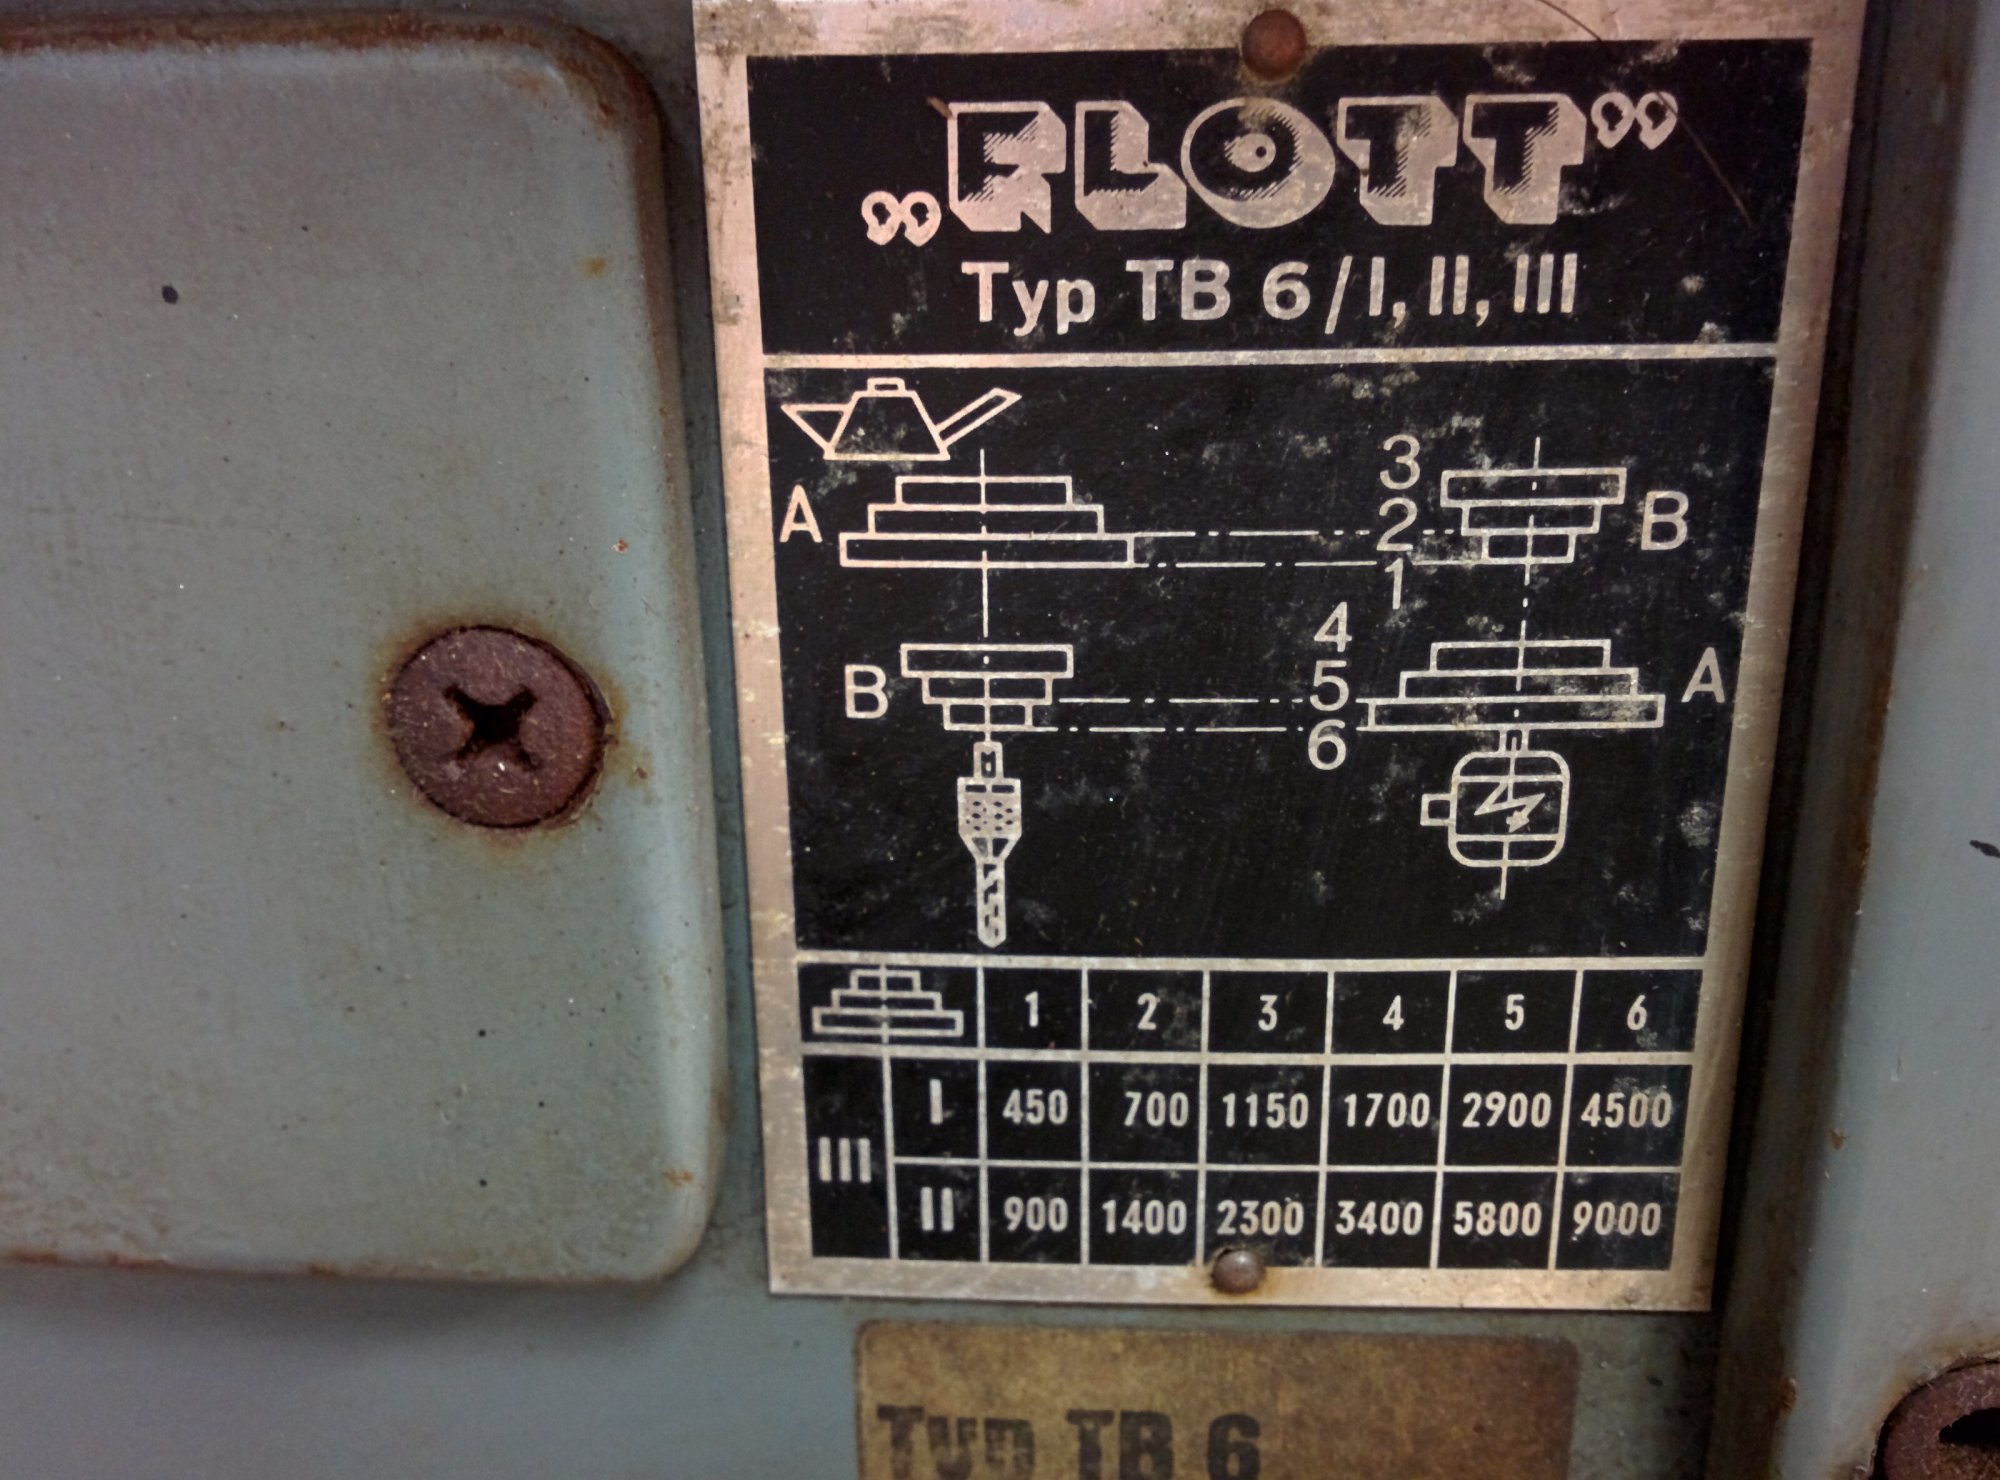 „FLOTT”
Typ TB 6/I, II, III
3
A 2 B
1
4
B 5 A
6
1 2 3 4 5 6
I 450 700 1150 1700 2900 4500
III
II 900 1400 2300 3400 5800 9000
Typ TB 6